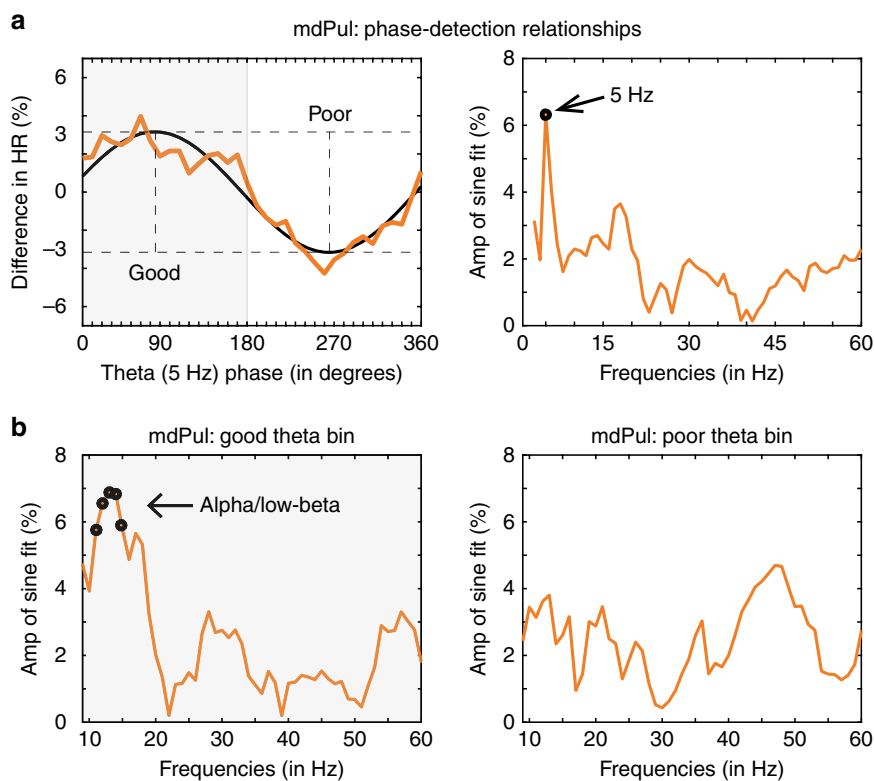 a
mdPul: phase-detection relationships
Difference in HR (%)
6
3
0
–3
–6
Good
Poor
0 90 180 270 360
Theta (5 Hz) phase (in degrees)
Amp of sine fit (%)
8
6
4
2
0
5 Hz
0 15 30 45 60
Frequencies (in Hz)
b
mdPul: good theta bin
Amp of sine fit (%)
8
6
4
2
0
Alpha/low-beta
10 20 30 40 50 60
Frequencies (in Hz)
mdPul: poor theta bin
Amp of sine fit (%)
8
6
4
2
0
10 20 30 40 50 60
Frequencies (in Hz)